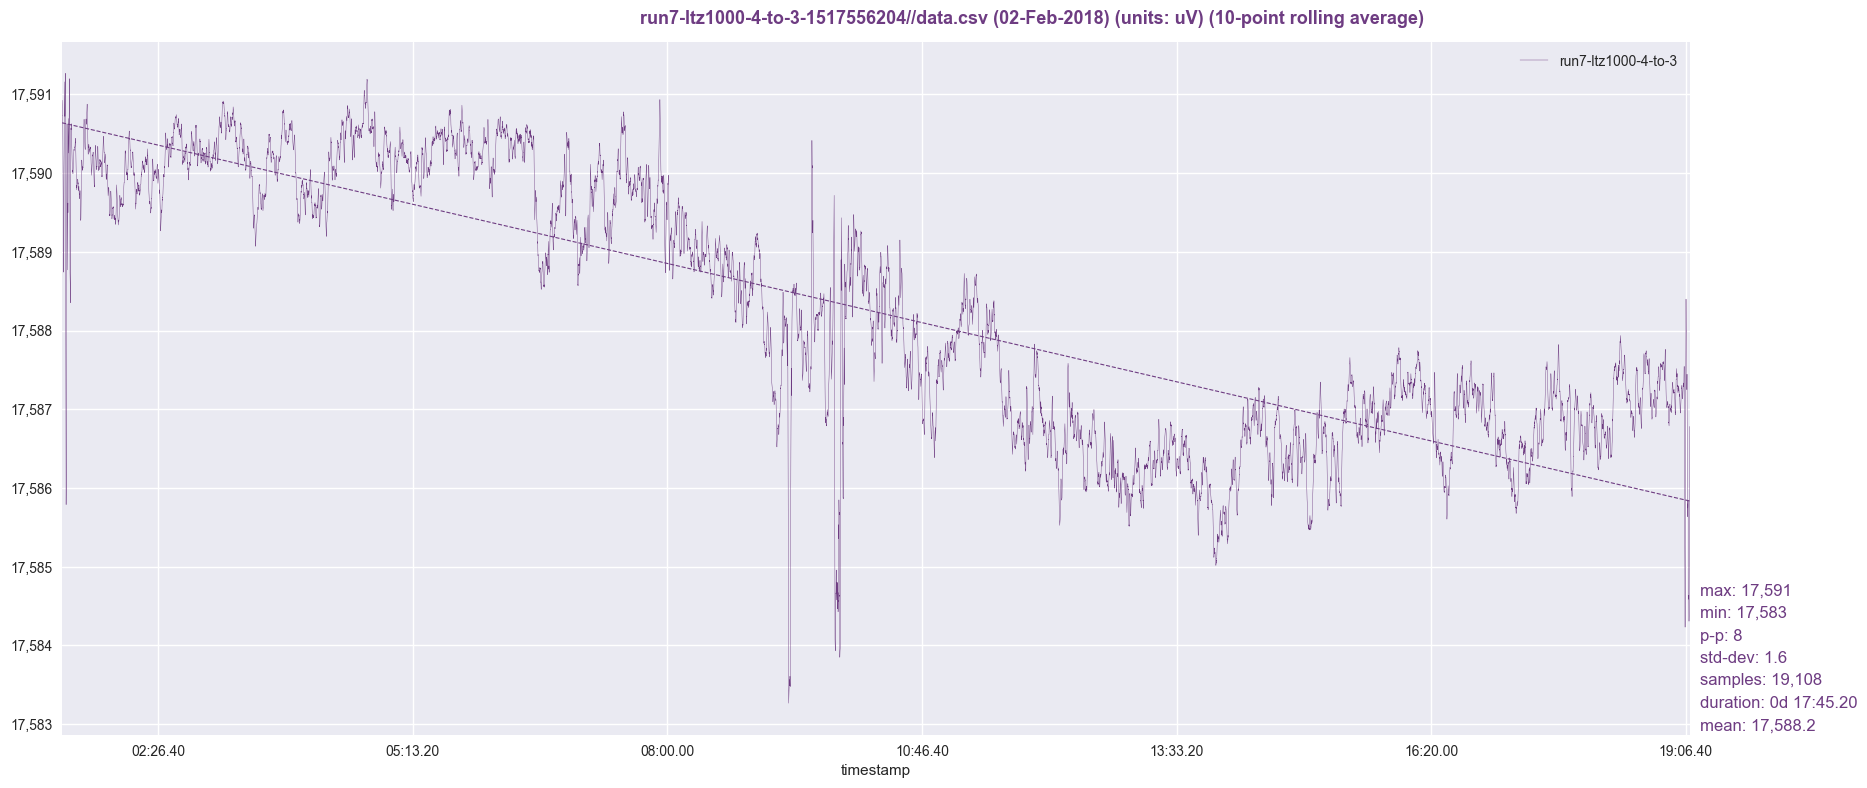 run7-ltz1000-4-to-3-1517556204//data.csv (02-Feb-2018) (units: uV) (10-point rolling average)
run7-ltz1000-4-to-3
17,591
17,590
17,589
17,588
17,587
17,586
17,585
17,584
17,583
max: 17,591
min: 17,583
p-p: 8
std-dev: 1.6
samples: 19,108
duration: 0d 17:45.20
mean: 17,588.2
02:26.40 05:13.20 08:00.00 10:46.40 13:33.20 16:20.00 19:06.40
timestamp